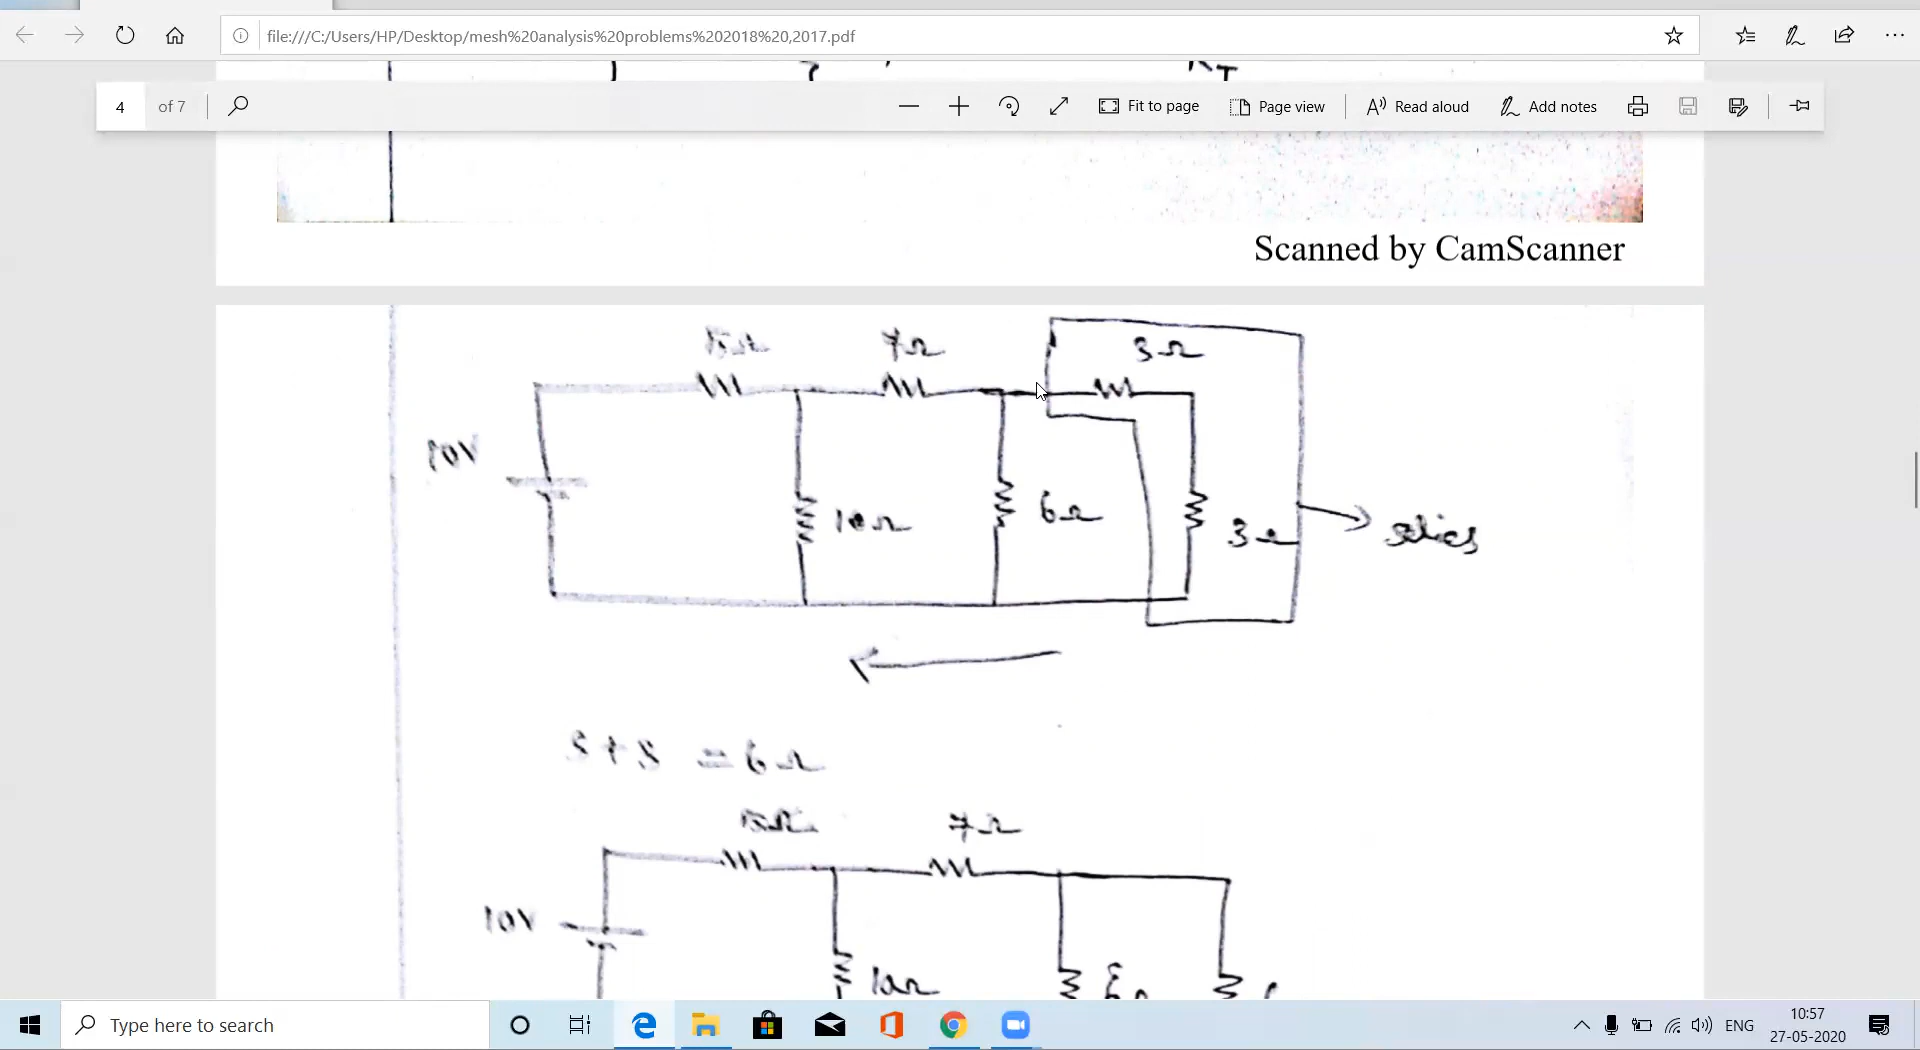 file:///C:/Users/HP/Desktop/mesh%20analysis%20problems%202018%20,2017.pdf
4 of 7 Fit to page Page view Read aloud Add notes
RT
Scanned by CamScanner
7Ω 3Ω
10V
10Ω 6Ω 3Ω series
3+3 = 6Ω
7Ω
10V
10Ω
Type here to search
ENG
10:57
27-05-2020